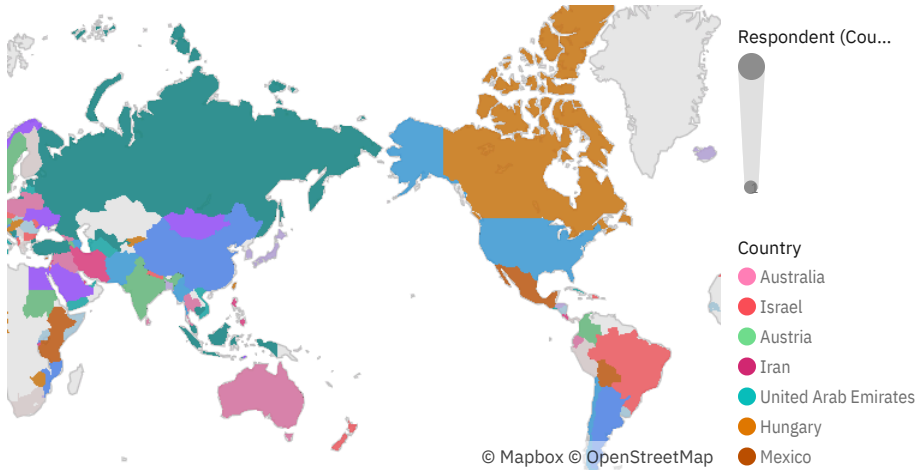 Respondent (Cou...
Country
Australia
Israel
Austria
Iran
United Arab Emirates
Hungary
Mexico
© Mapbox © OpenStreetMap